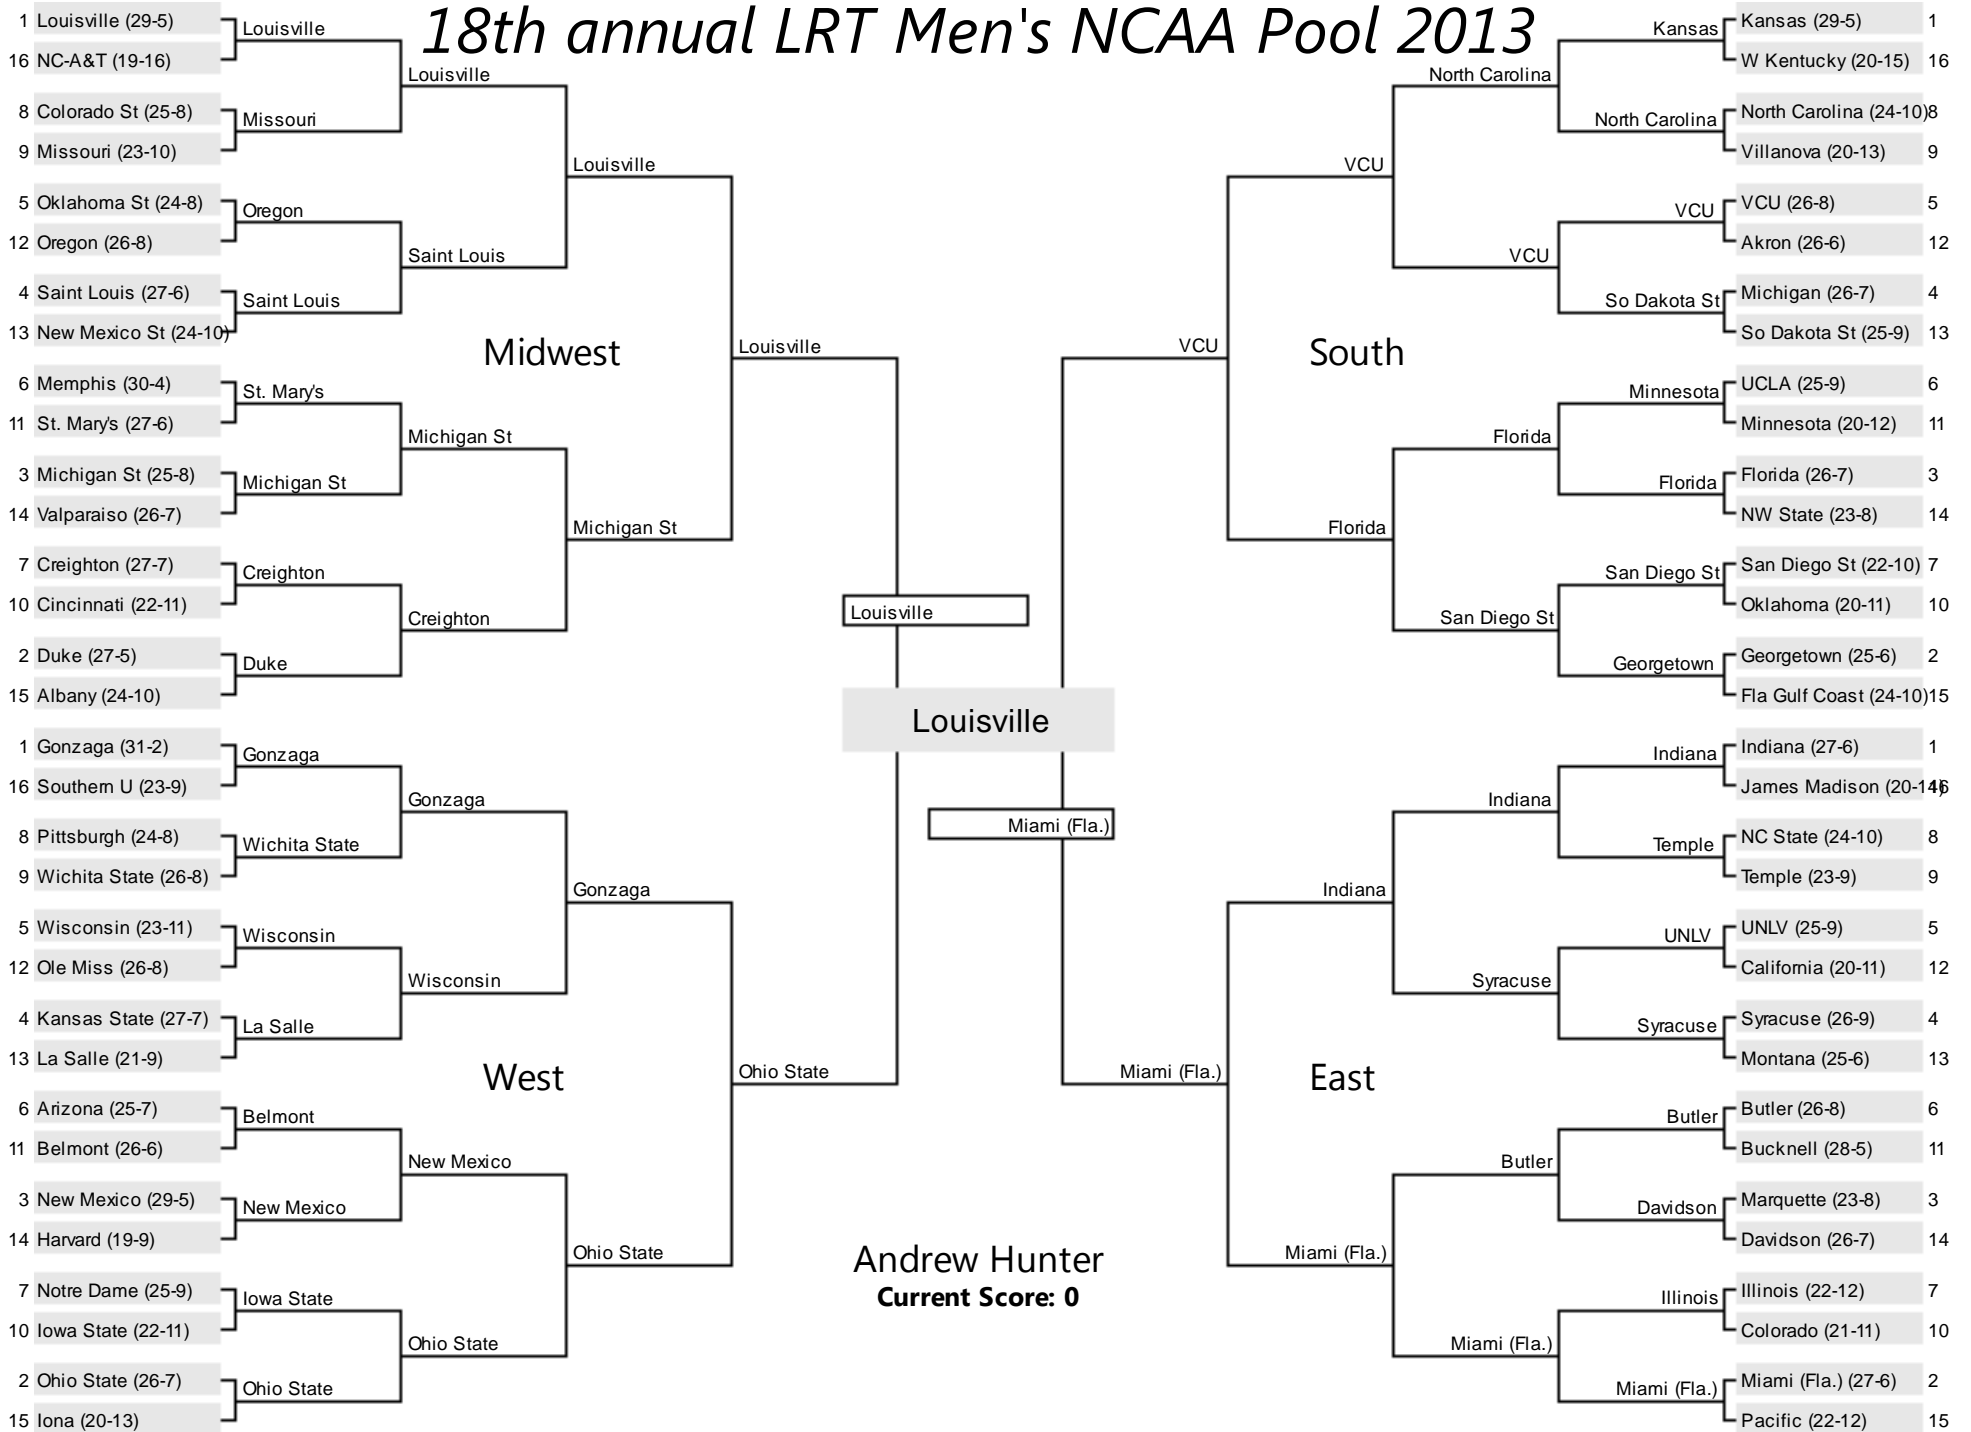 18th annual LRT Men's NCAA Pool 2013
1 Louisville (29-5)
16 NC-A&T (19-16)
8 Colorado St (25-8)
9 Missouri (23-10)
5 Oklahoma St (24-8)
12 Oregon (26-8)
4 Saint Louis (27-6)
13 New Mexico St (24-10)
6 Memphis (30-4)
11 St. Mary's (27-6)
3 Michigan St (25-8)
14 Valparaiso (26-7)
7 Creighton (27-7)
10 Cincinnati (22-11)
2 Duke (27-5)
15 Albany (24-10)
Louisville
Missouri
Oregon
Saint Louis
St. Mary's
Michigan St
Creighton
Duke
Louisville
Saint Louis
Michigan St
Creighton
Louisville
Michigan St
Midwest
Louisville
1 Gonzaga (31-2)
16 Southern U (23-9)
8 Pittsburgh (24-8)
9 Wichita State (26-8)
5 Wisconsin (23-11)
12 Ole Miss (26-8)
4 Kansas State (27-7)
13 La Salle (21-9)
6 Arizona (25-7)
11 Belmont (26-6)
3 New Mexico (29-5)
14 Harvard (19-9)
7 Notre Dame (25-9)
10 Iowa State (22-11)
2 Ohio State (26-7)
15 Iona (20-13)
Gonzaga
Wichita State
Wisconsin
La Salle
Belmont
New Mexico
Iowa State
Ohio State
Gonzaga
Wisconsin
New Mexico
Ohio State
Gonzaga
Ohio State
West
Ohio State
Louisville
Louisville
Miami (Fla.)
Andrew Hunter
Current Score: 0
Kansas (29-5) 1
W Kentucky (20-15) 16
North Carolina (24-10) 8
Villanova (20-13) 9
VCU (26-8) 5
Akron (26-6) 12
Michigan (26-7) 4
So Dakota St (25-9) 13
UCLA (25-9) 6
Minnesota (20-12) 11
Florida (26-7) 3
NW State (23-8) 14
San Diego St (22-10) 7
Oklahoma (20-11) 10
Georgetown (25-6) 2
Fla Gulf Coast (24-10) 15
Kansas
North Carolina
VCU
So Dakota St
Minnesota
Florida
San Diego St
Georgetown
North Carolina
VCU
Florida
San Diego St
VCU
Florida
South
VCU
Indiana (27-6) 1
James Madison (20-14) 16
NC State (24-10) 8
Temple (23-9) 9
UNLV (25-9) 5
California (20-11) 12
Syracuse (26-9) 4
Montana (25-6) 13
Butler (26-8) 6
Bucknell (28-5) 11
Marquette (23-8) 3
Davidson (26-7) 14
Illinois (22-12) 7
Colorado (21-11) 10
Miami (Fla.) (27-6) 2
Pacific (22-12) 15
Indiana
Temple
UNLV
Syracuse
Butler
Davidson
Illinois
Miami (Fla.)
Indiana
Syracuse
Butler
Miami (Fla.)
Indiana
Miami (Fla.)
East
Miami (Fla.)